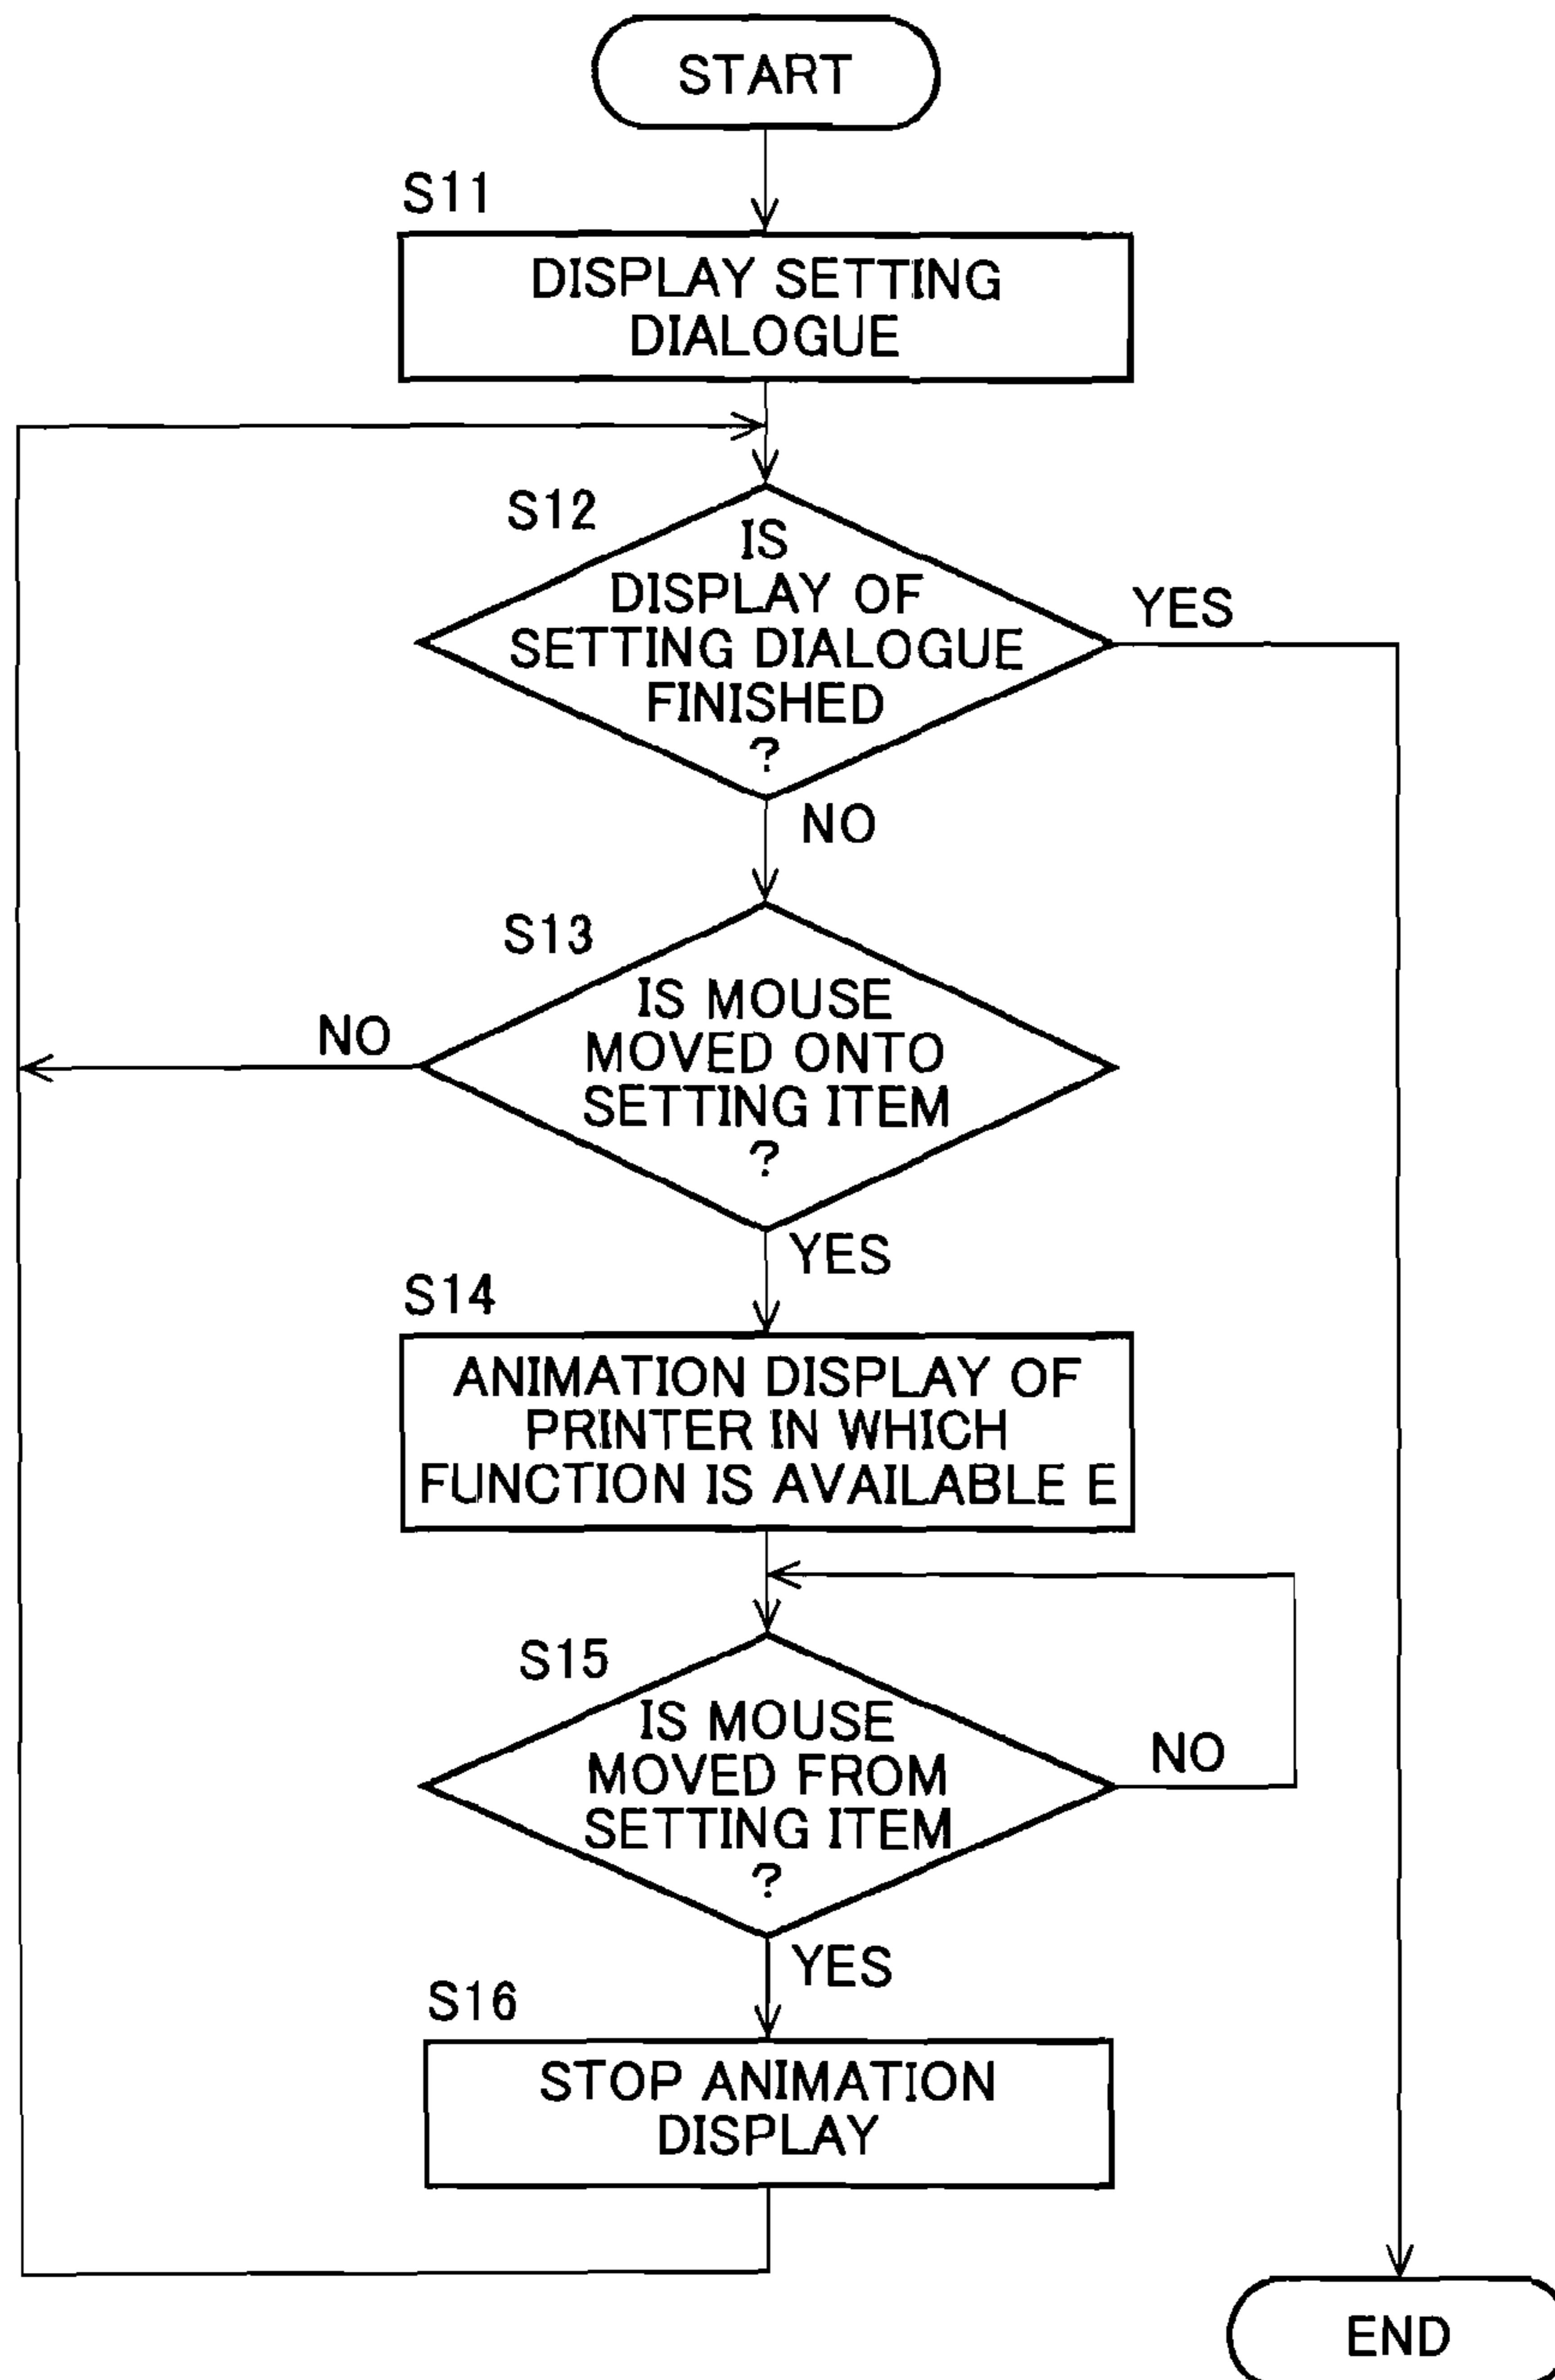 START
S11
DISPLAY SETTING
DIALOGUE
S12
IS
DISPLAY OF
SETTING DIALOGUE
FINISHED
?
YES
NO
S13
IS MOUSE
MOVED ONTO
SETTING ITEM
?
NO
YES
S14
ANIMATION DISPLAY OF
PRINTER IN WHICH
FUNCTION IS AVAILABLE E
S15
IS MOUSE
MOVED FROM
SETTING ITEM
?
NO
YES
S16
STOP ANIMATION
DISPLAY
END